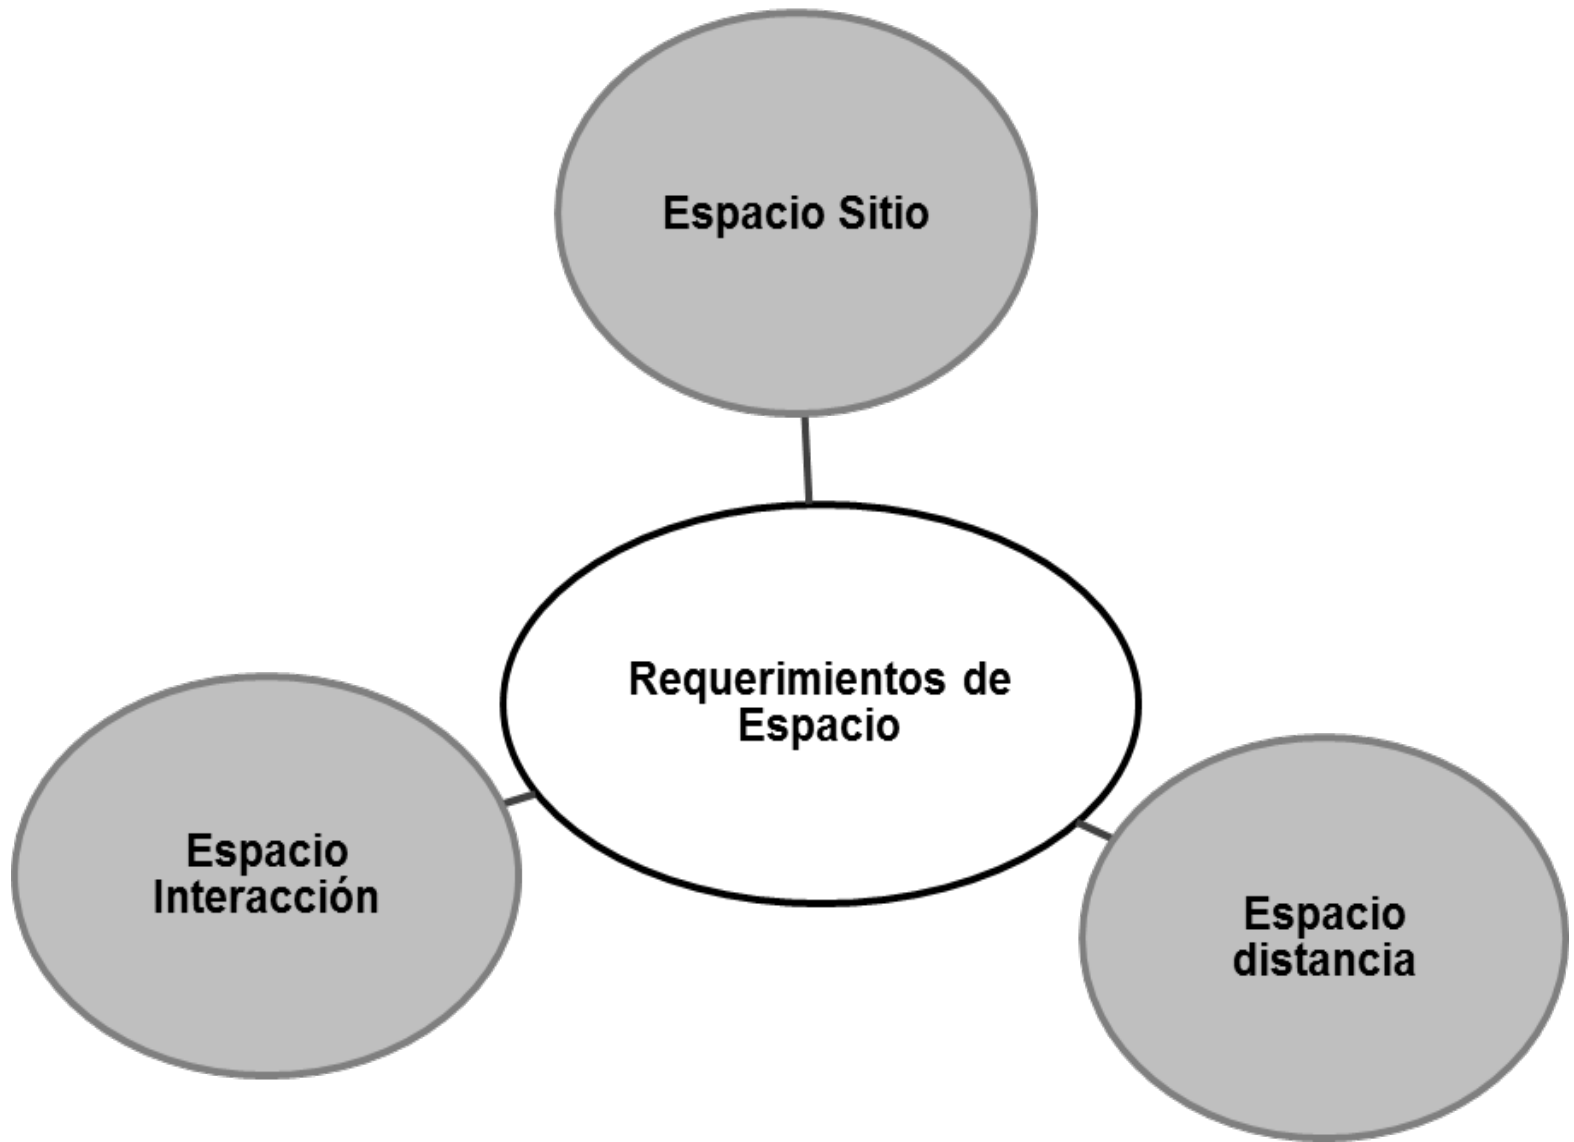 Espacio Sitio
Requerimientos de
Espacio
Espacio
Interacción
Espacio
distancia